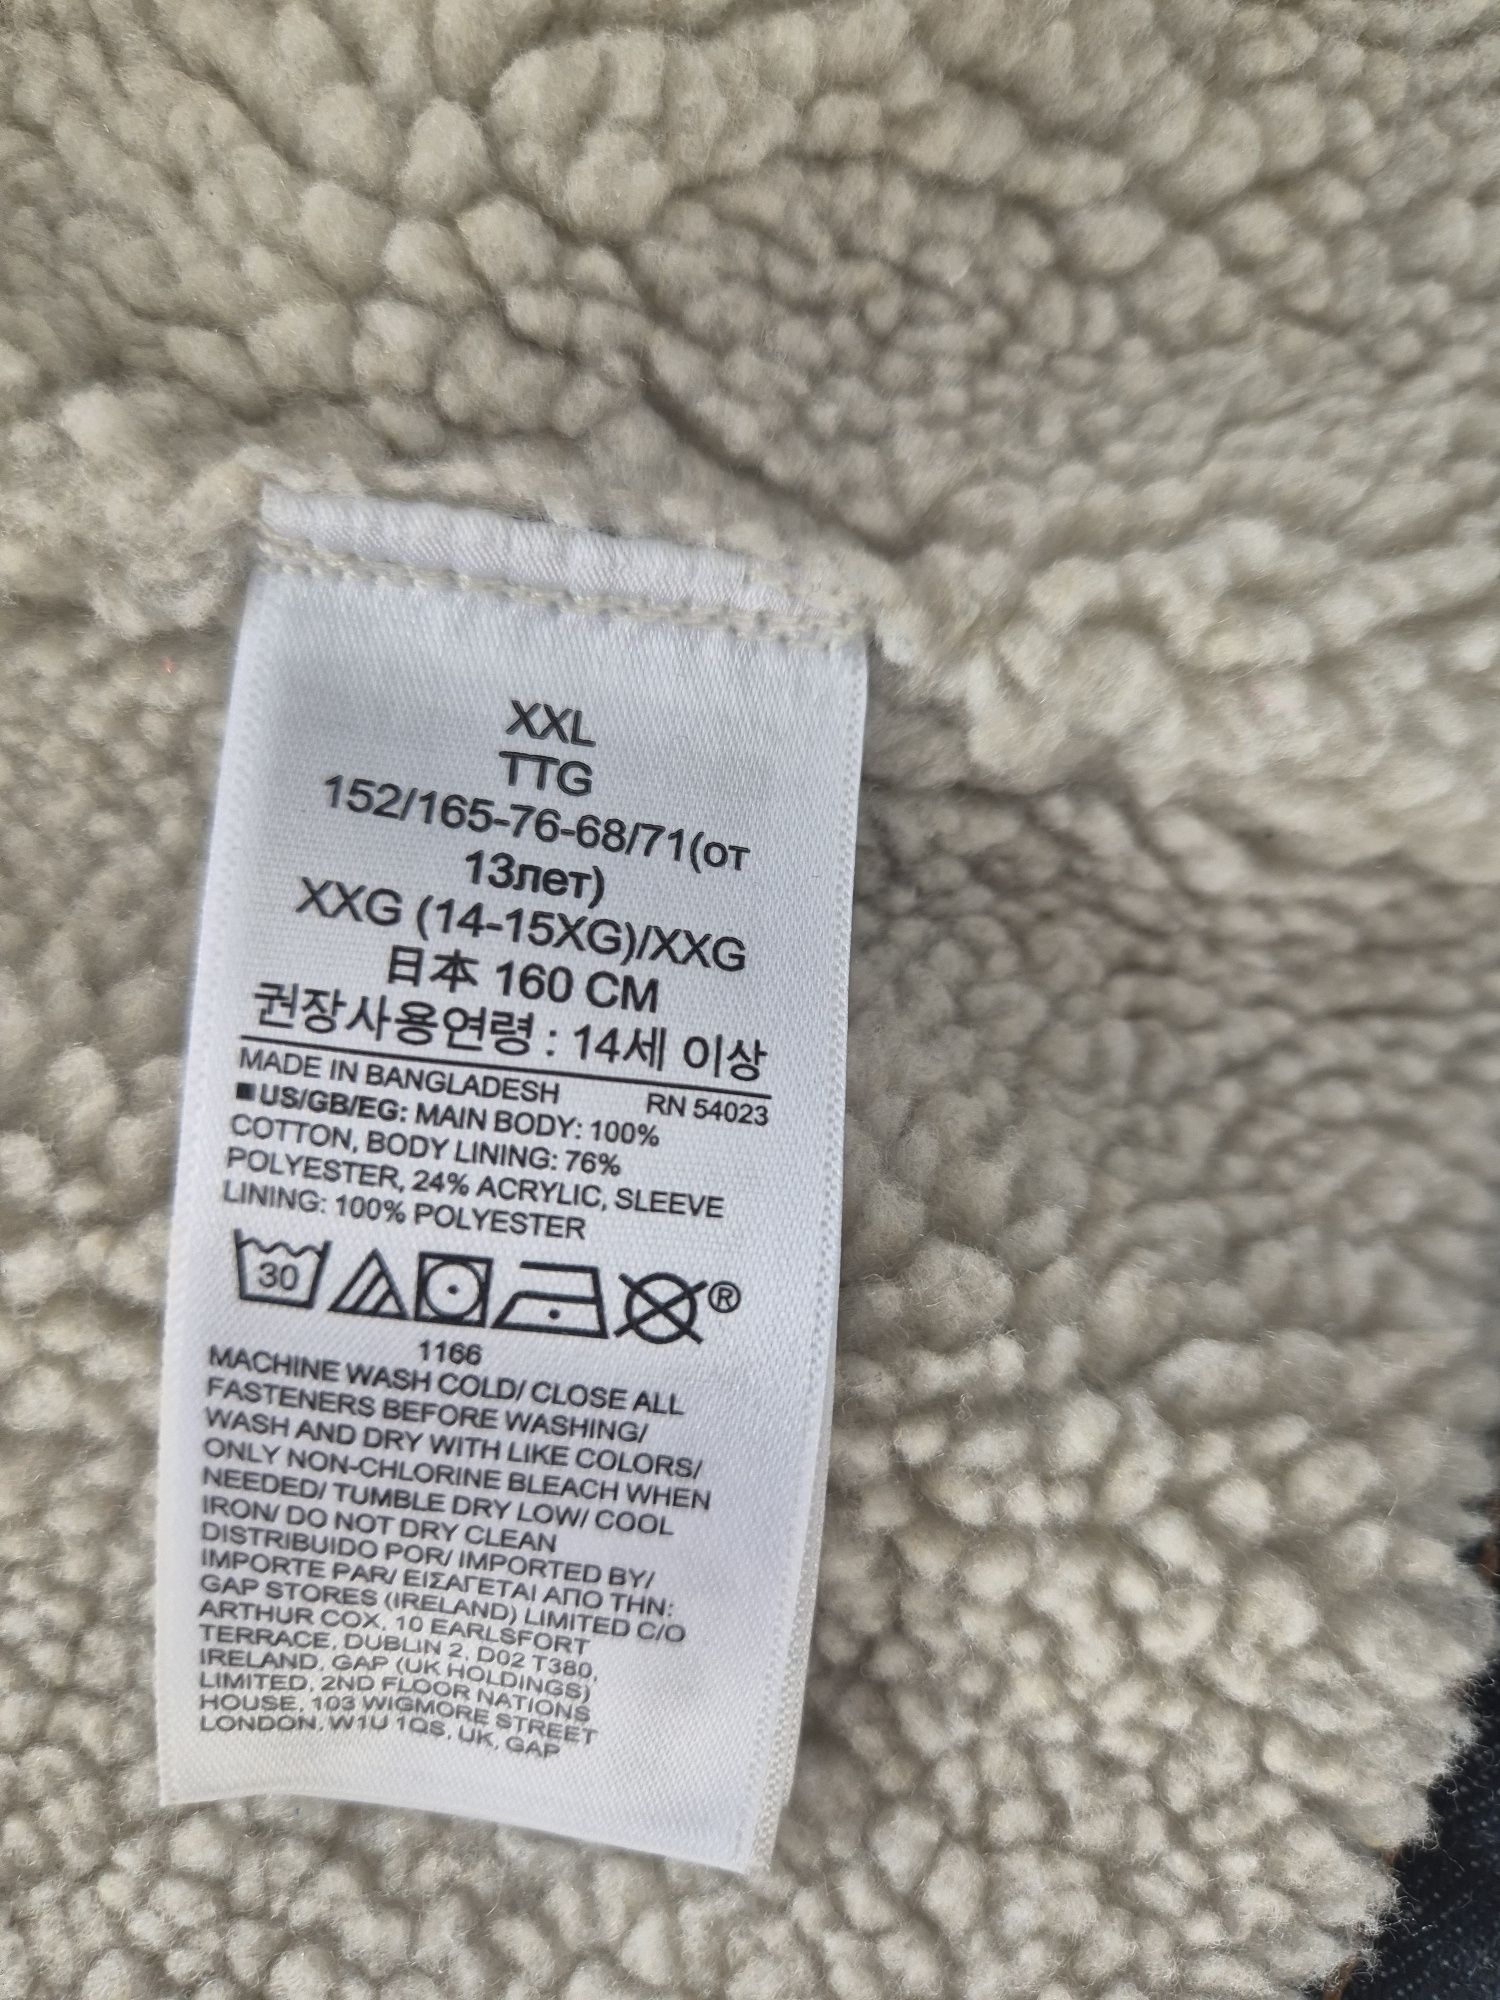 XXL
TTG
152/165-76-68/71(от
13лет)
XXG (14-15XG)/XXG
日本 160 CM
권장사용연령 : 14세 이상
MADE IN BANGLADESH RN 54023
■US/GB/EG: MAIN BODY: 100%
COTTON, BODY LINING: 76%
POLYESTER, 24% ACRYLIC, SLEEVE
LINING: 100% POLYESTER
30 ®
1166
MACHINE WASH COLD/ CLOSE ALL
FASTENERS BEFORE WASHING/
WASH AND DRY WITH LIKE COLORS/
ONLY NON-CHLORINE BLEACH WHEN
NEEDED/ TUMBLE DRY LOW/ COOL
IRON/ DO NOT DRY CLEAN
DISTRIBUIDO POR/ IMPORTED BY/
IMPORTE PAR/ ΕΙΣΑΓΕΤΑΙ ΑΠΟ ΤΗΝ:
GAP STORES (IRELAND) LIMITED C/O
ARTHUR COX, 10 EARLSFORT
TERRACE, DUBLIN 2, D02 T380,
IRELAND, GAP (UK HOLDINGS)
LIMITED, 2ND FLOOR NATIONS
HOUSE, 103 WIGMORE STREET
LONDON, W1U 1QS, UK, GAP